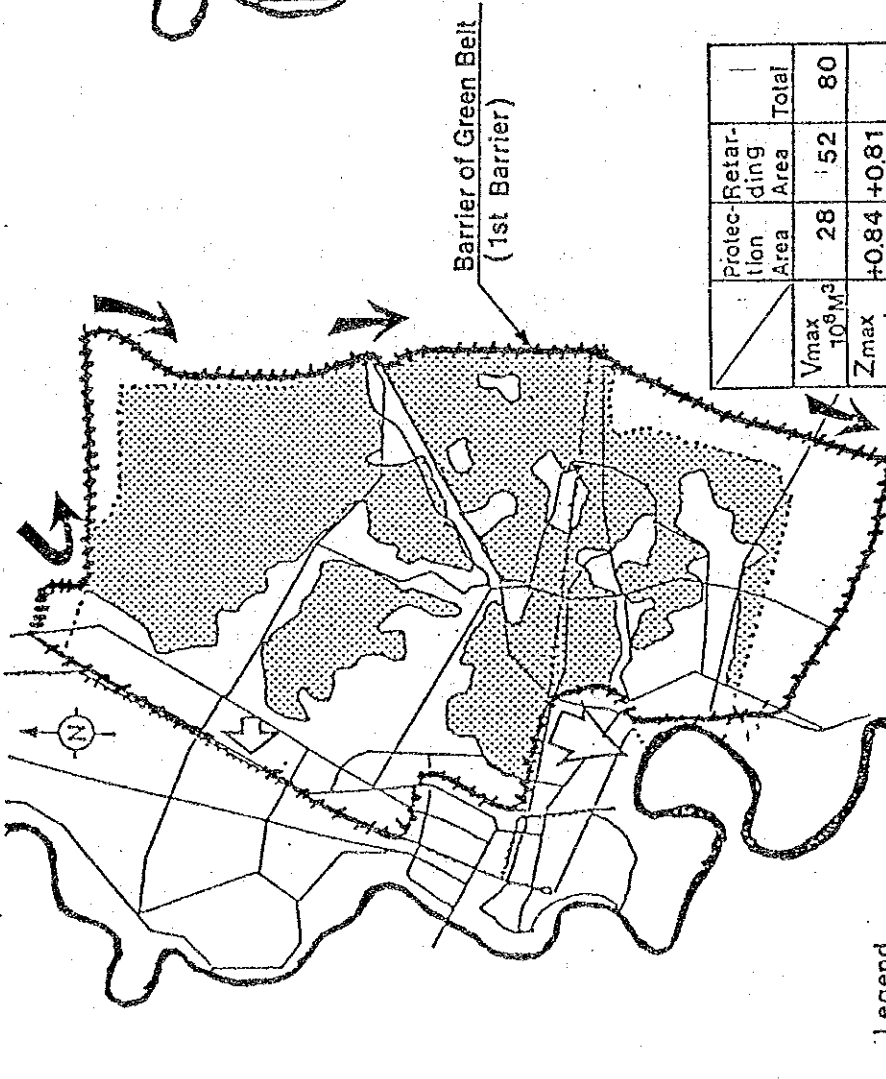 N
Barrier of Green Belt
(1st Barrier)
Protec-
tion
Area
Retar-
ding
Area
Total
Vmax
10⁶M³
28
52
80
Zmax
+0.84
+0.81
Legend